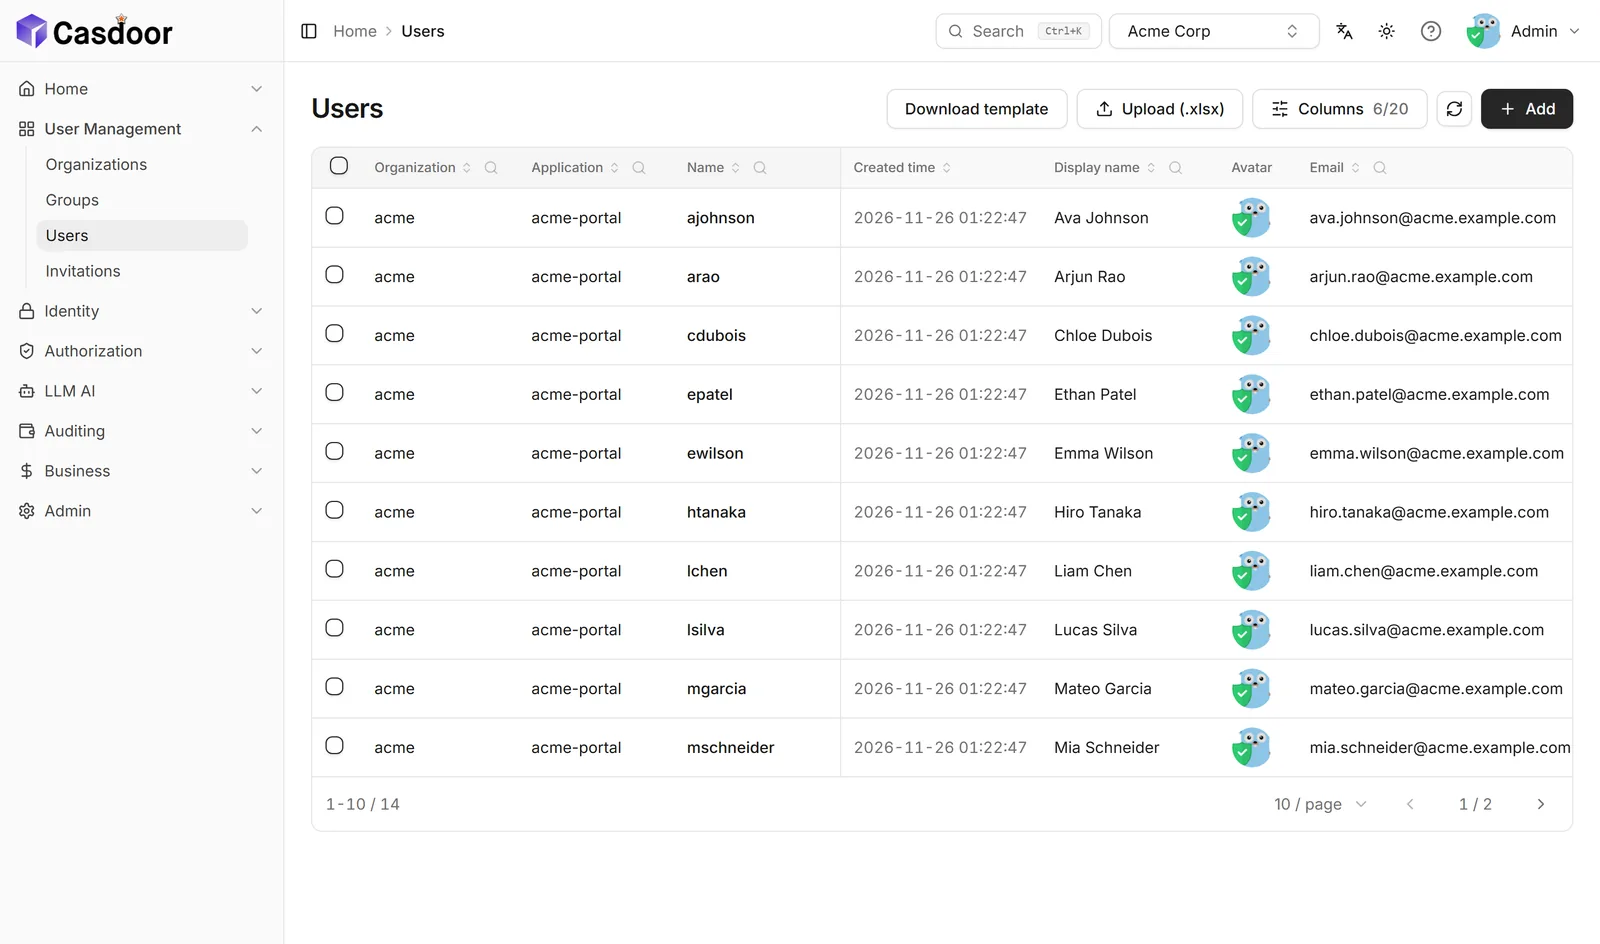 Casdoor
Home
User Management
Organizations
Groups
Users
Invitations
Identity
Authorization
LLM AI
Auditing
Business
Admin
Home > Users
Search Ctrl+K
Acme Corp
Admin
Users
Download template
Upload (.xlsx)
Columns 6/20
Add
Organization Application Name Created time Display name Avatar Email
acme acme-portal ajohnson 2026-11-26 01:22:47 Ava Johnson ava.johnson@acme.example.com
acme acme-portal arao 2026-11-26 01:22:47 Arjun Rao arjun.rao@acme.example.com
acme acme-portal cdubois 2026-11-26 01:22:47 Chloe Dubois chloe.dubois@acme.example.com
acme acme-portal epatel 2026-11-26 01:22:47 Ethan Patel ethan.patel@acme.example.com
acme acme-portal ewilson 2026-11-26 01:22:47 Emma Wilson emma.wilson@acme.example.com
acme acme-portal htanaka 2026-11-26 01:22:47 Hiro Tanaka hiro.tanaka@acme.example.com
acme acme-portal lchen 2026-11-26 01:22:47 Liam Chen liam.chen@acme.example.com
acme acme-portal lsilva 2026-11-26 01:22:47 Lucas Silva lucas.silva@acme.example.com
acme acme-portal mgarcia 2026-11-26 01:22:47 Mateo Garcia mateo.garcia@acme.example.com
acme acme-portal mschneider 2026-11-26 01:22:47 Mia Schneider mia.schneider@acme.example.com
1-10 / 14
10 / page
1 / 2